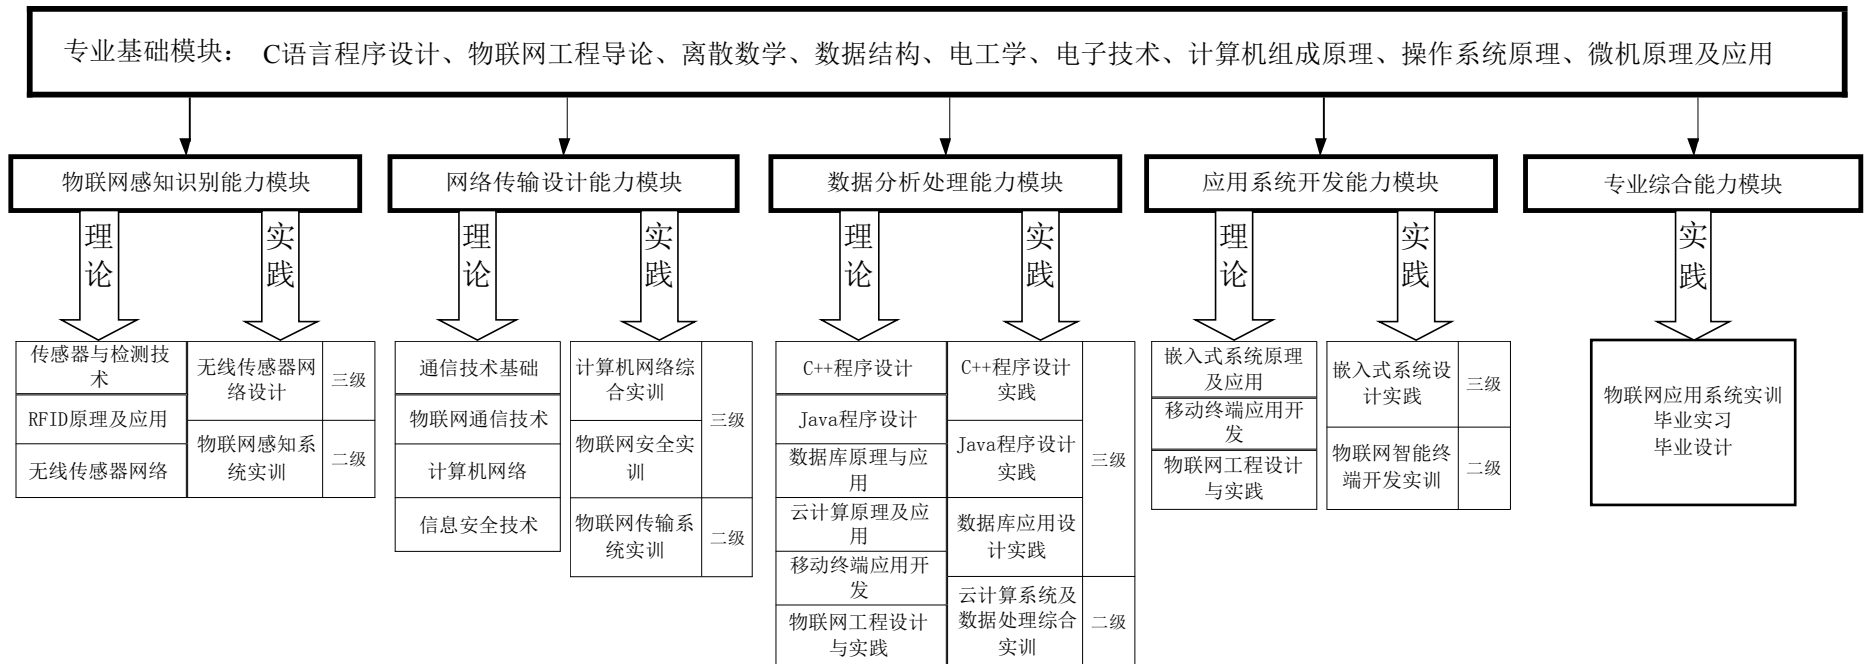 专业基础模块： C语言程序设计、物联网工程导论、离散数学、数据结构、电工学、电子技术、计算机组成原理、操作系统原理、微机原理及应用
物联网感知识别能力模块
网络传输设计能力模块
数据分析处理能力模块
应用系统开发能力模块
专业综合能力模块
理论
实践
理论
实践
理论
实践
理论
实践
实践
传感器与检测技
术
RFID原理及应用
无线传感器网络
无线传感器网
络设计
三级
物联网感知系
统实训
二级
通信技术基础
物联网通信技术
计算机网络
信息安全技术
计算机网络综
合实训
物联网安全实
训
三级
物联网传输系
统实训
二级
C++程序设计
Java程序设计
数据库原理与应
用
云计算原理及应
用
移动终端应用开
发
物联网工程设计
与实践
C++程序设计
实践
Java程序设计
实践
数据库应用设
计实践
三级
云计算系统及
数据处理综合
实训
二级
嵌入式系统原理
及应用
移动终端应用开
发
物联网工程设计
与实践
嵌入式系统设
计实践
三级
物联网智能终
端开发实训
二级
物联网应用系统实训
毕业实习
毕业设计